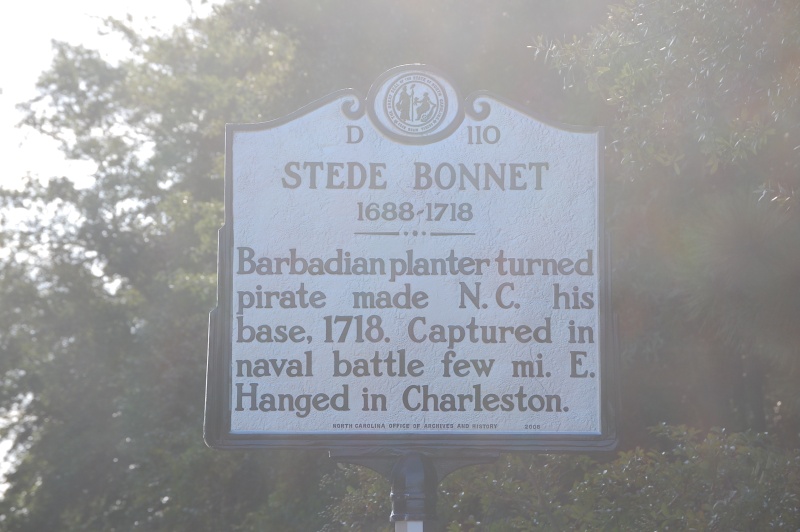 D 110
STEDE BONNET
1688-1718
Barbadian planter turned
pirate made N.C. his
base, 1718. Captured in
naval battle few mi. E.
Hanged in Charleston.
NORTH CAROLINA OFFICE OF ARCHIVES AND HISTORY 2008